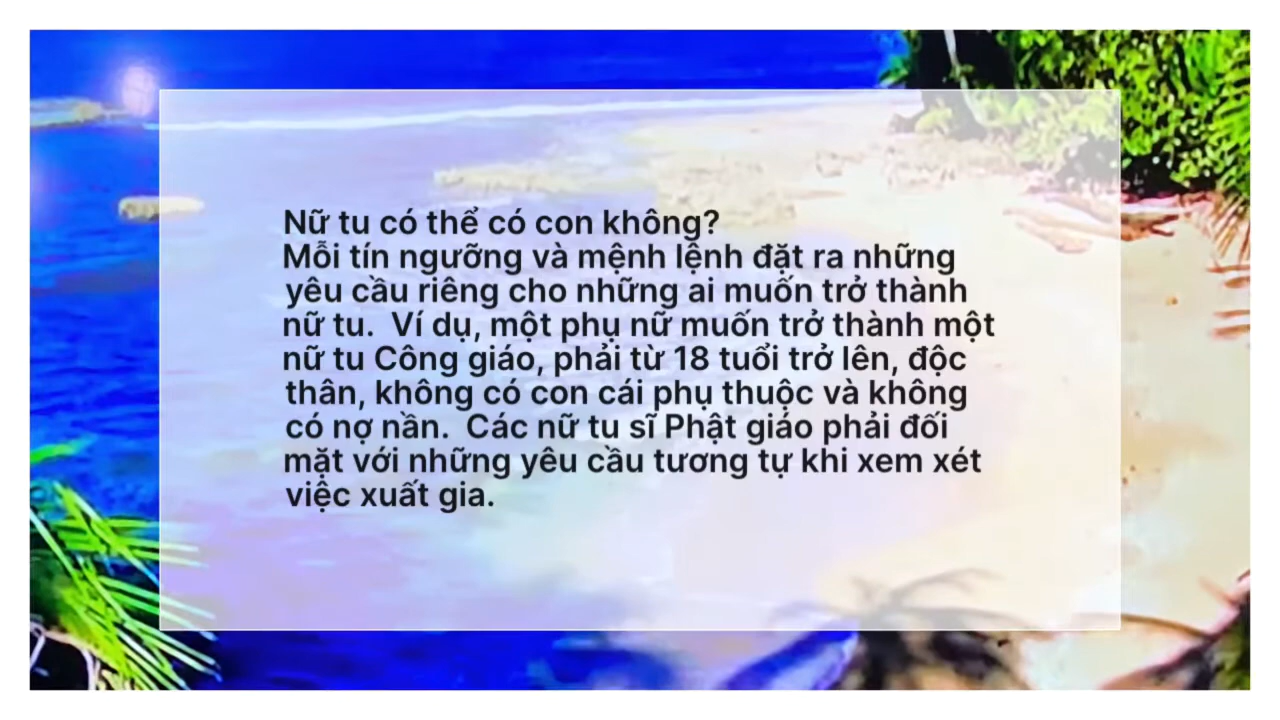 Nữ tu có thể có con không?
Mỗi tín ngưỡng và mệnh lệnh đặt ra những
yêu cầu riêng cho những ai muốn trở thành
nữ tu.  Ví dụ, một phụ nữ muốn trở thành một
nữ tu Công giáo, phải từ 18 tuổi trở lên, độc
thân, không có con cái phụ thuộc và không
có nợ nần.  Các nữ tu sĩ Phật giáo phải đối
mặt với những yêu cầu tương tự khi xem xét
việc xuất gia.